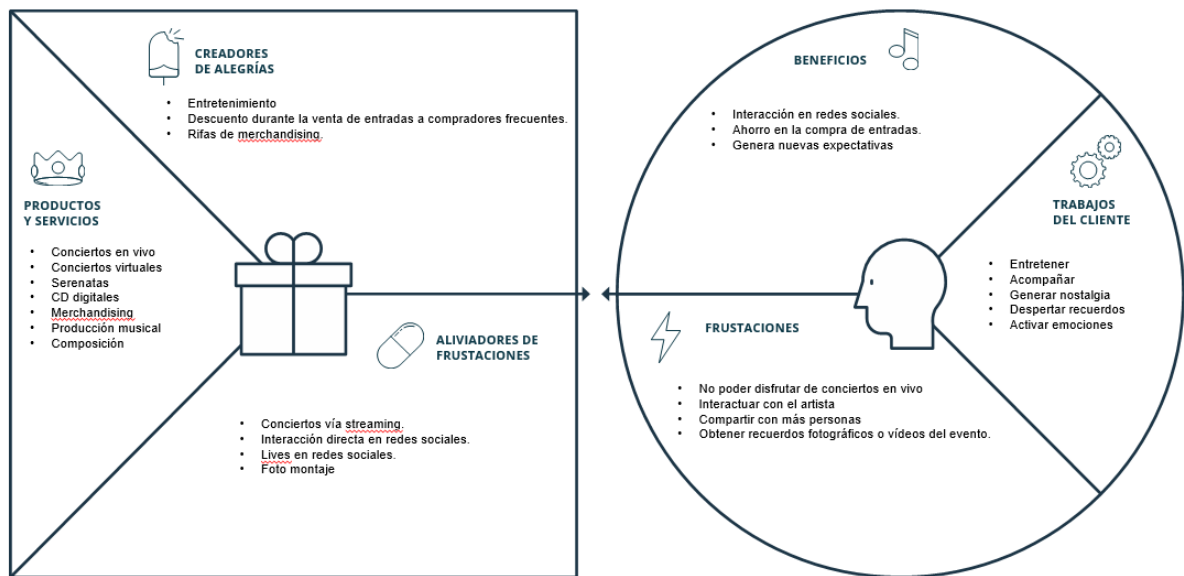 CREADORES
DE ALEGRÍAS
• Entretenimiento
• Descuento durante la venta de entradas a compradores frecuentes.
• Rifas de merchandising.
PRODUCTOS
Y SERVICIOS
• Conciertos en vivo
• Conciertos virtuales
• Serenatas
• CD digitales
• Merchandising
• Producción musical
• Composición
ALIVIADORES DE
FRUSTACIONES
• Conciertos vía streaming.
• Interacción directa en redes sociales.
• Lives en redes sociales.
• Foto montaje
BENEFICIOS
• Interacción en redes sociales.
• Ahorro en la compra de entradas.
• Genera nuevas expectativas
TRABAJOS
DEL CLIENTE
• Entretener
• Acompañar
• Generar nostalgia
• Despertar recuerdos
• Activar emociones
FRUSTACIONES
• No poder disfrutar de conciertos en vivo
• Interactuar con el artista
• Compartir con más personas
• Obtener recuerdos fotográficos o vídeos del evento.